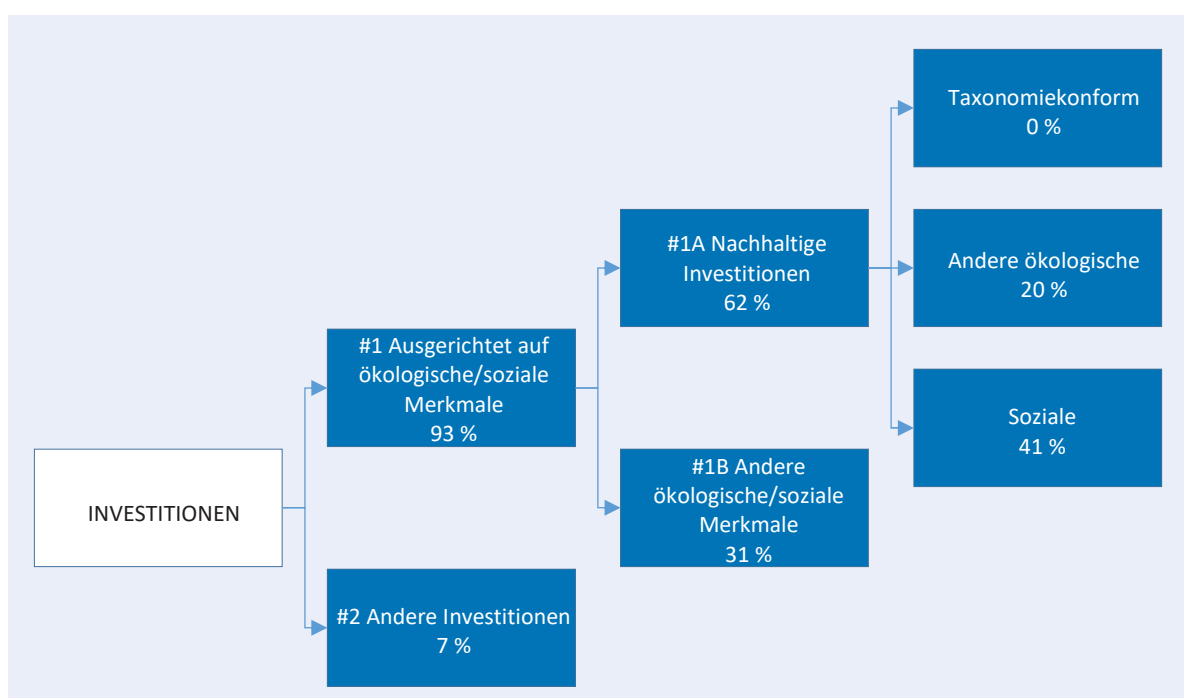 INVESTITIONEN
#1 Ausgerichtet auf
ökologische/soziale
Merkmale
93 %
#2 Andere Investitionen
7 %
#1A Nachhaltige
Investitionen
62 %
#1B Andere
ökologische/soziale
Merkmale
31 %
Taxonomiekonform
0 %
Andere ökologische
20 %
Soziale
41 %